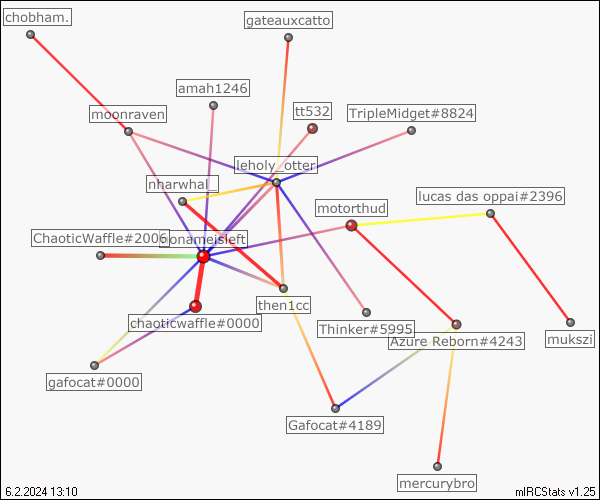 chobham.
gateauxcatto
amah1246
moonraven
tt532
TripleMidget#8824
leholy_otter
nharwhal_
lucas das oppai#2396
motorthud
ChaoticWaffle#2006
nonameisleft
then1cc
chaoticwaffle#0000
Thinker#5995
Azure Reborn#4243
mukszi
gafocat#0000
Gafocat#4189
mercurybro
6.2.2024 13:10
mIRCStats v1.25